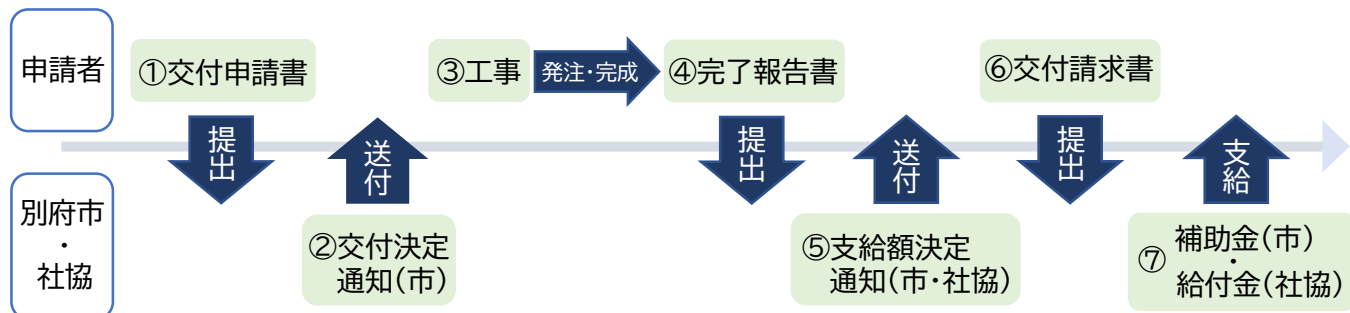 申請者
①交付申請書
③工事
発注・完成
④完了報告書
⑥交付請求書
提出
送付
提出
送付
提出
支給
別府市
・
社協
②交付決定
通知(市)
⑤支給額決定
通知(市・社協)
⑦
補助金(市)
・
給付金(社協)